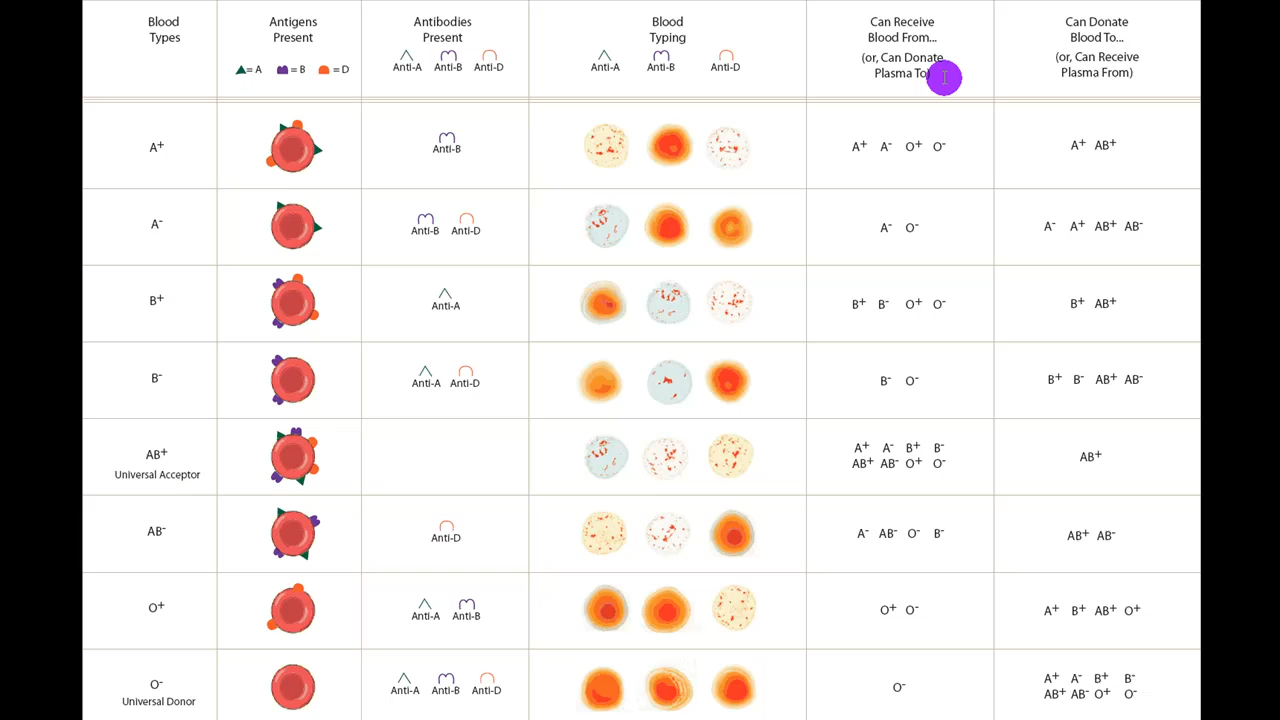 Blood Types
Antigens Present
Antibodies Present
Blood Typing
Can Receive Blood From...
(or, Can Donate Plasma To)
Can Donate Blood To...
(or, Can Receive Plasma From)
= A = B = D
Anti-A Anti-B Anti-D
Anti-A Anti-B Anti-D
A+
Anti-B
A+ A- O+ O-
A+ AB+
A-
Anti-B Anti-D
A- O-
A- A+ AB+ AB-
B+
Anti-A
B+ B- O+ O-
B+ AB+
B-
Anti-A Anti-D
B- O-
B+ B- AB+ AB-
AB+
Universal Acceptor
A+ A- B+ B-
AB+ AB- O+ O-
AB+
AB-
Anti-D
A- AB- O- B-
AB+ AB-
O+
Anti-A Anti-B
O+ O-
A+ B+ AB+ O+
O-
Universal Donor
Anti-A Anti-B Anti-D
O-
A+ A- B+ B-
AB+ AB- O+ O-